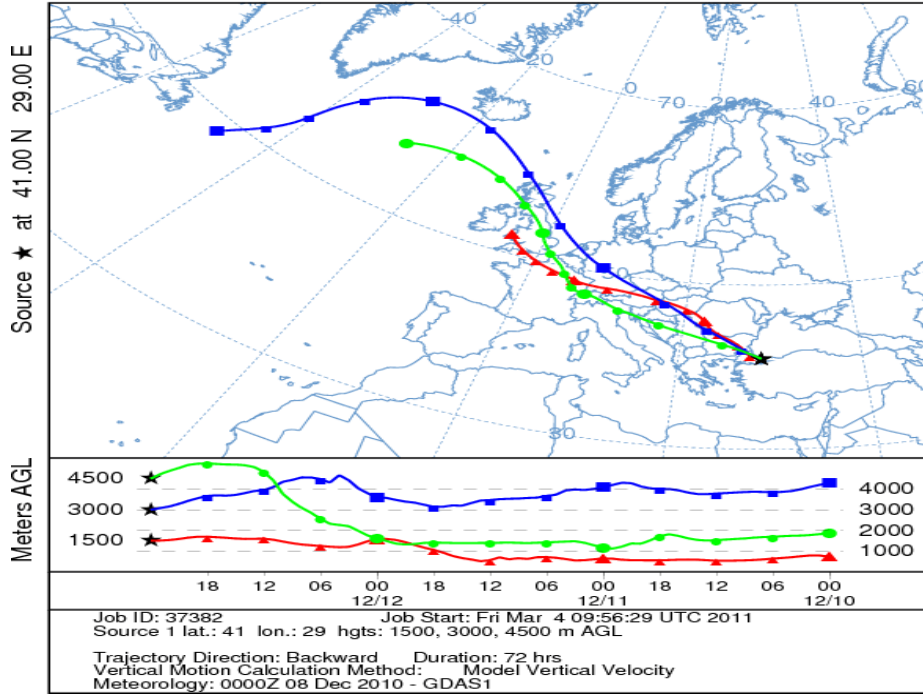 -40
-20
0
70
20
40
60
50
30
30
Source ★ at 41.00 N 29.00 E
Meters AGL
4500
3000
1500
4000
3000
2000
1000
18 12 06 00 18 12 06 00 18 12 06 00
12/12 12/11 12/10
Job ID: 37382 Job Start: Fri Mar 4 09:56:29 UTC 2011
Source 1 lat.: 41 lon.: 29 hgts: 1500, 3000, 4500 m AGL
Trajectory Direction: Backward Duration: 72 hrs
Vertical Motion Calculation Method: Model Vertical Velocity
Meteorology: 0000Z 08 Dec 2010 - GDAS1